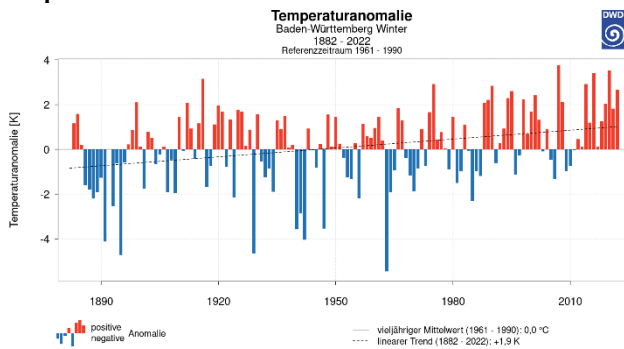 Temperaturanomalie
Baden-Württemberg Winter
1882 - 2022
Referenzzeitraum 1961 - 1990
DWD
Temperaturanomalie [K]
4
2
0
-2
-4
1890 1920 1950 1980 2010
positive
negative
Anomalie
vieljähriger Mittelwert (1961 - 1990): 0,0 °C
linearer Trend (1882 - 2022): +1,9 K